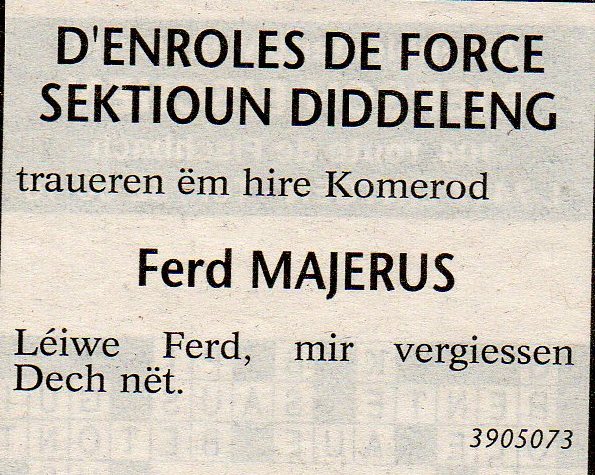 D'ENROLES DE FORCE
SEKTIOUN DIDDELENG
traueren ëm hire Komerod
Ferd MAJERUS
Léiwe Ferd, mir vergiessen
Dech nët.
3905073